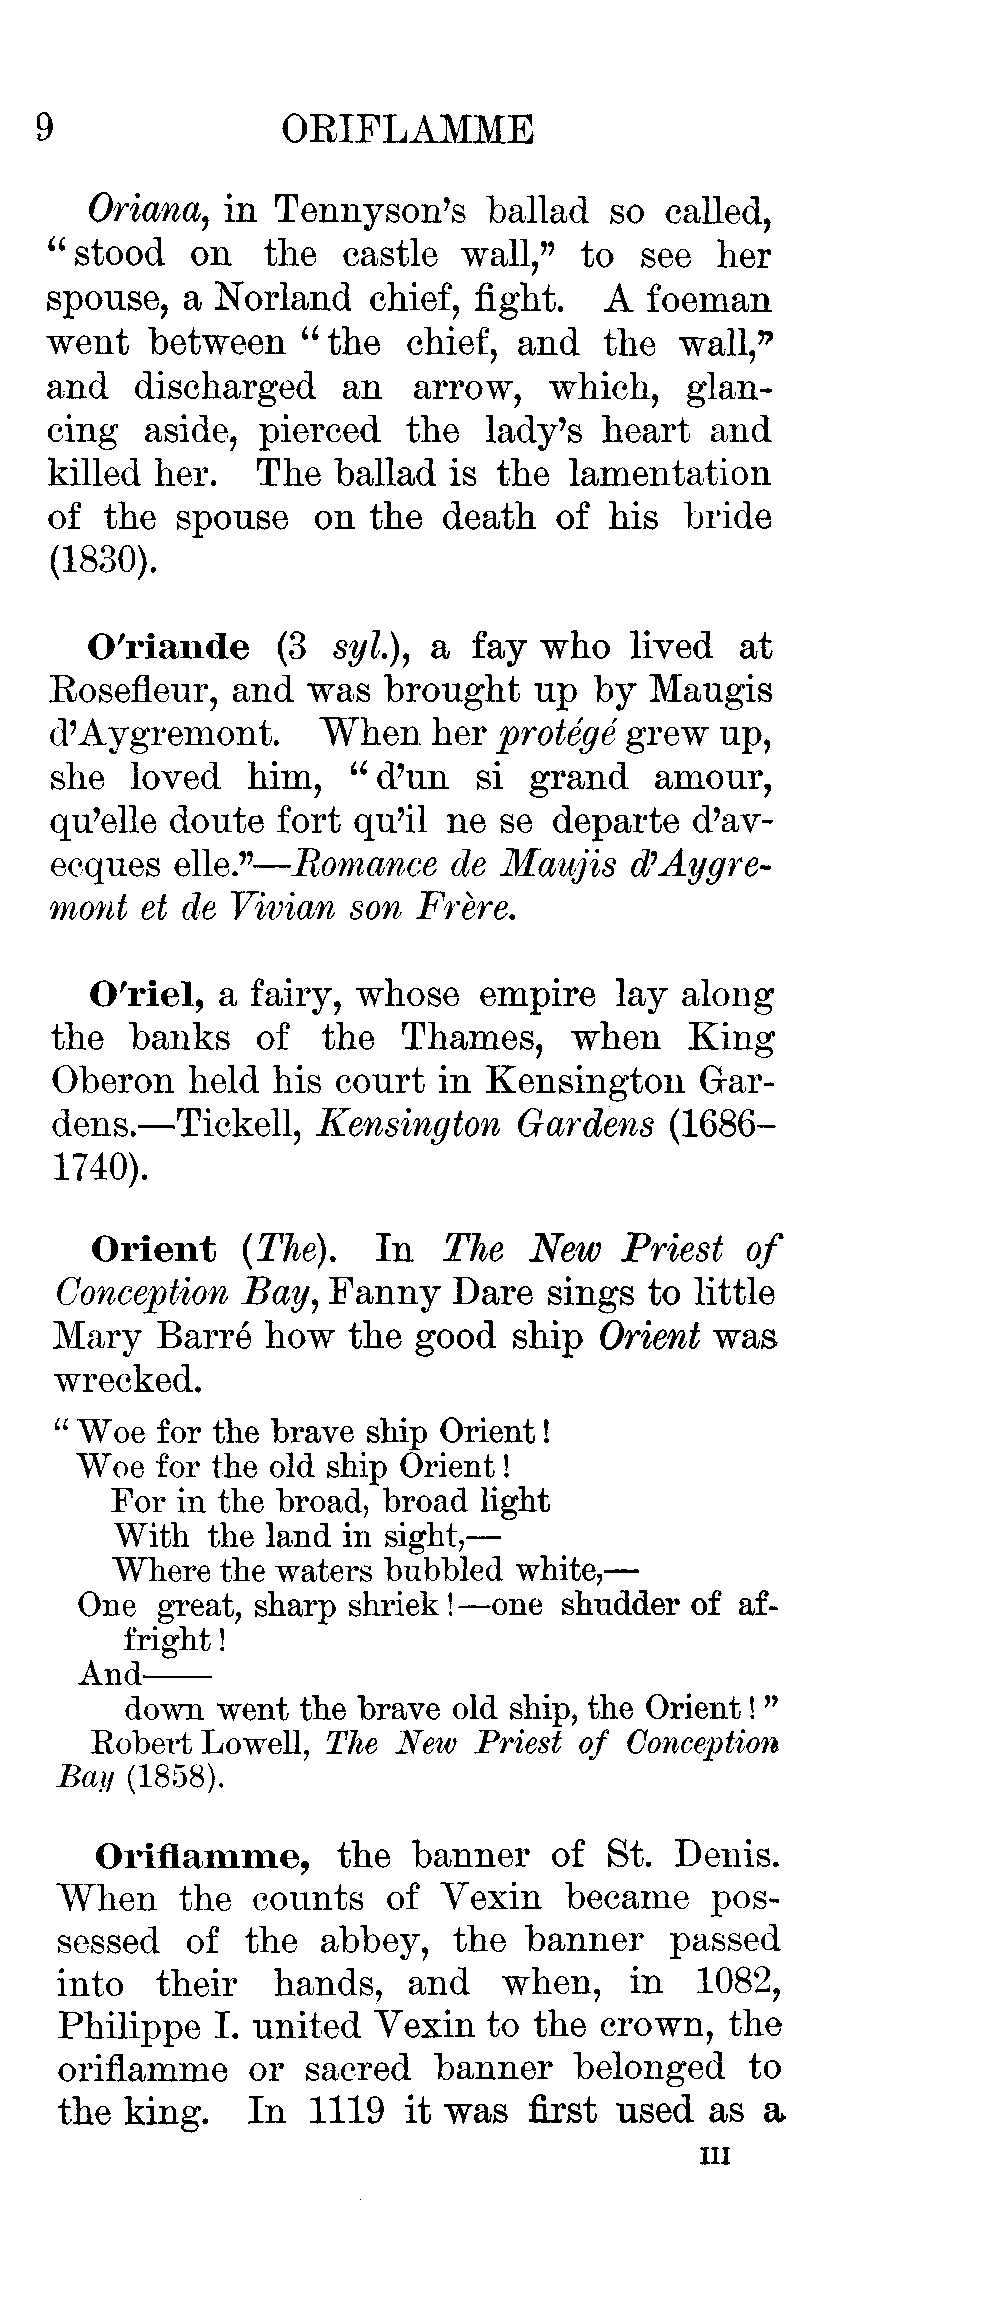 9 ORIFLAMME
Oriana, in Tennyson's ballad so called,
“stood on the castle wall,” to see her
spouse, a Norland chief, fight. A foeman
went between “the chief, and the wall,”
and discharged an arrow, which, glan-
cing aside, pierced the lady's heart and
killed her. The ballad is the lamentation
of the spouse on the death of his bride
(1830).
O'riande (3 syl.), a fay who lived at
Rosefleur, and was brought up by Maugis
d'Aygremont. When her protégé grew up,
she loved him, “d'un si grand amour,
qu'elle doute fort qu'il ne se departe d'av-
ecques elle.”—Romance de Maujis d'Aygre-
mont et de Vivian son Frère.
O'riel, a fairy, whose empire lay along
the banks of the Thames, when King
Oberon held his court in Kensington Gar-
dens.—Tickell, Kensington Gardens (1686–
1740).
Orient (The). In The New Priest of
Conception Bay, Fanny Dare sings to little
Mary Barré how the good ship Orient was
wrecked.
“Woe for the brave ship Orient!
Woe for the old ship Orient!
For in the broad, broad light
With the land in sight,—
Where the waters bubbled white,—
One great, sharp shriek!—one shudder of af-
fright!
And——
down went the brave old ship, the Orient!”
Robert Lowell, The New Priest of Conception
Bay (1858).
Oriflamme, the banner of St. Denis.
When the counts of Vexin became pos-
sessed of the abbey, the banner passed
into their hands, and when, in 1082,
Philippe I. united Vexin to the crown, the
oriflamme or sacred banner belonged to
the king. In 1119 it was first used as a
III